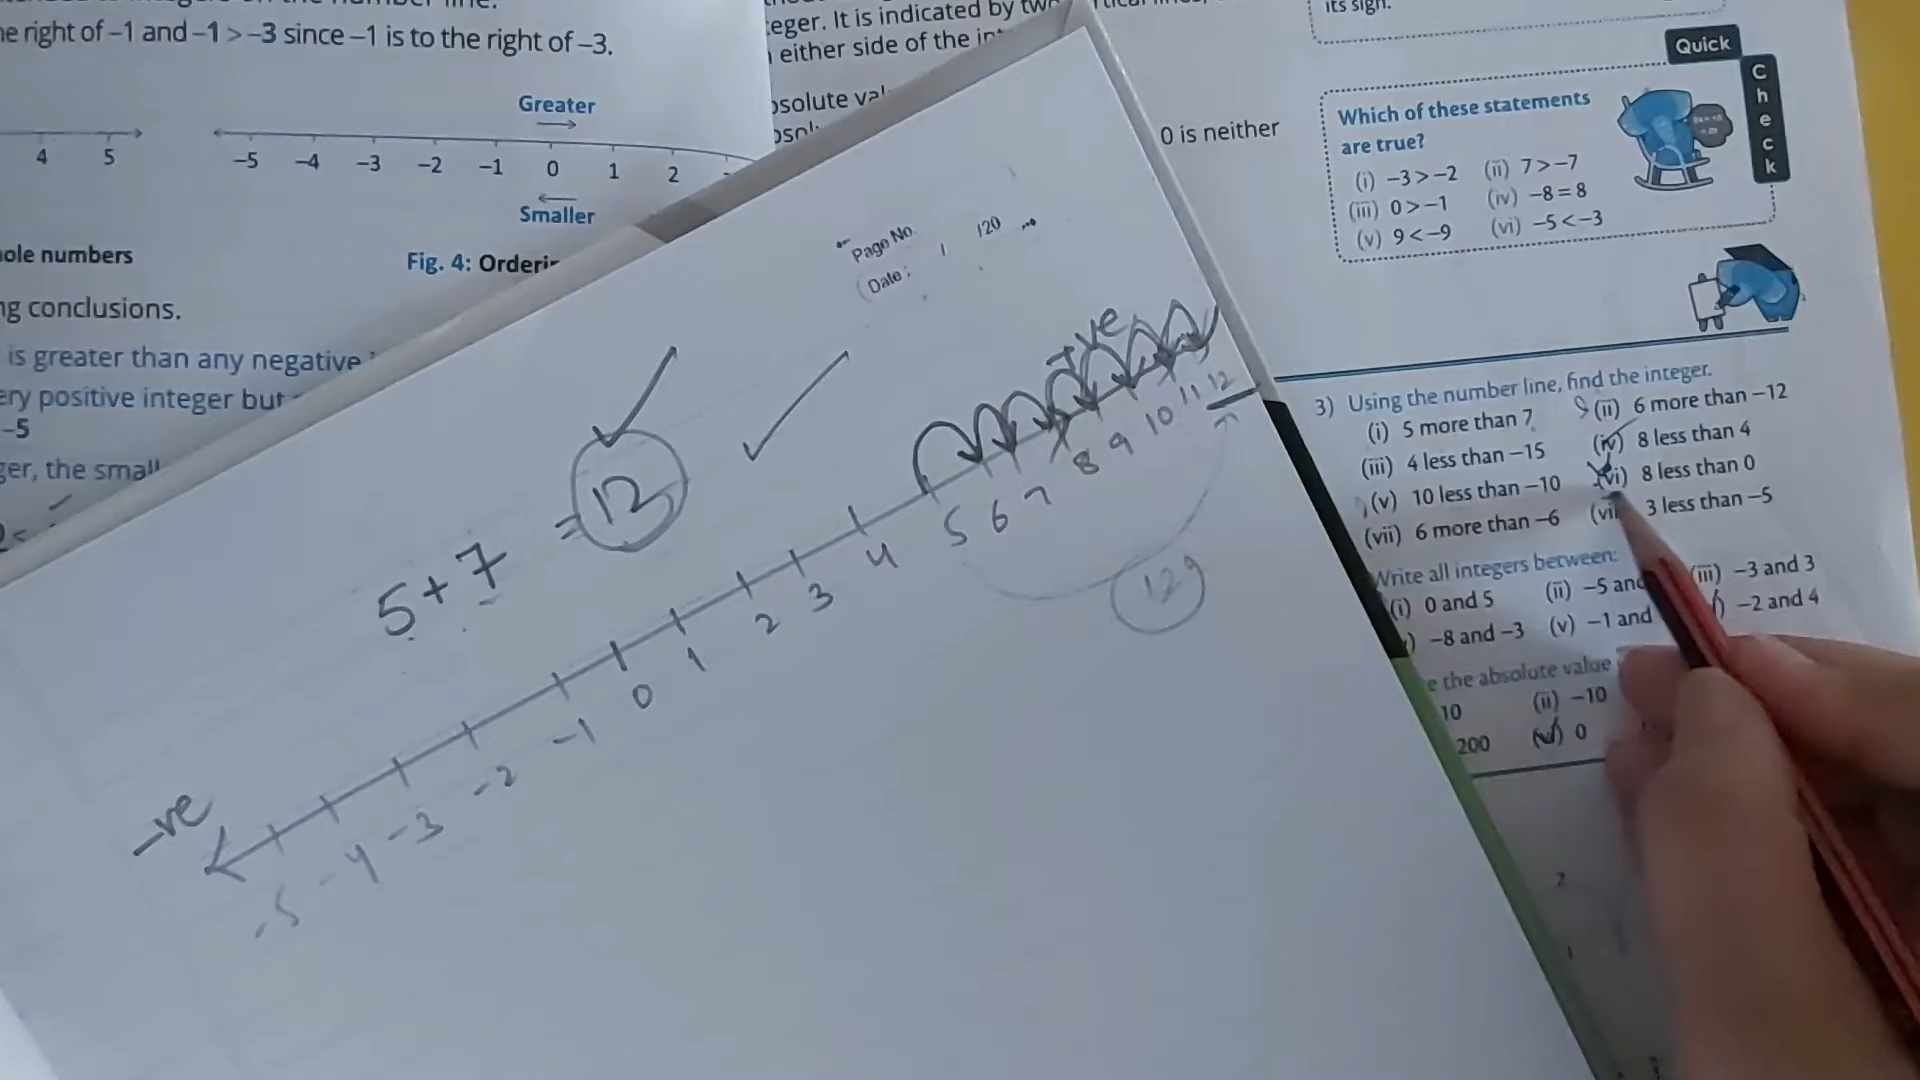 e right of −1 and −1 > −3 since −1 is to the right of −3.
Greater
4 5
−5 −4 −3 −2 −1 0 1 2
Smaller
ole numbers
Fig. 4:
g conclusions.
is greater than any negative
ery positive integer but
−5
ger, the small
eger. It is indicated by
either side of the
0 is neither
its sign.
Quick
Check
Which of these statements
are true?
(i) −3 > −2 (ii) 7 > −7
(iii) 0 > −1 (iv) −8 = 8
(v) 9 < −9 (vi) −5 < −3
3) Using the number line, find the integer.
(i) 5 more than 7 (ii) 6 more than −12
(iii) 4 less than −15 (iv) 8 less than 4
(v) 10 less than −10 (vi) 8 less than 0
(vii) 6 more than −6 3 less than −5
Write all integers between:
(i) 0 and 5 (ii) −5 and (iii) −3 and 3
−8 and −3 (v) −1 and −2 and 4
e the absolute value
10 (ii) −10
200 (vi) 0
Page No.
120
Date:
5+7 = 12
+ve
-ve
-5 -4 -3 -2 -1 0 1 2 3 4 5 6 7 8 9 10 11 12
129